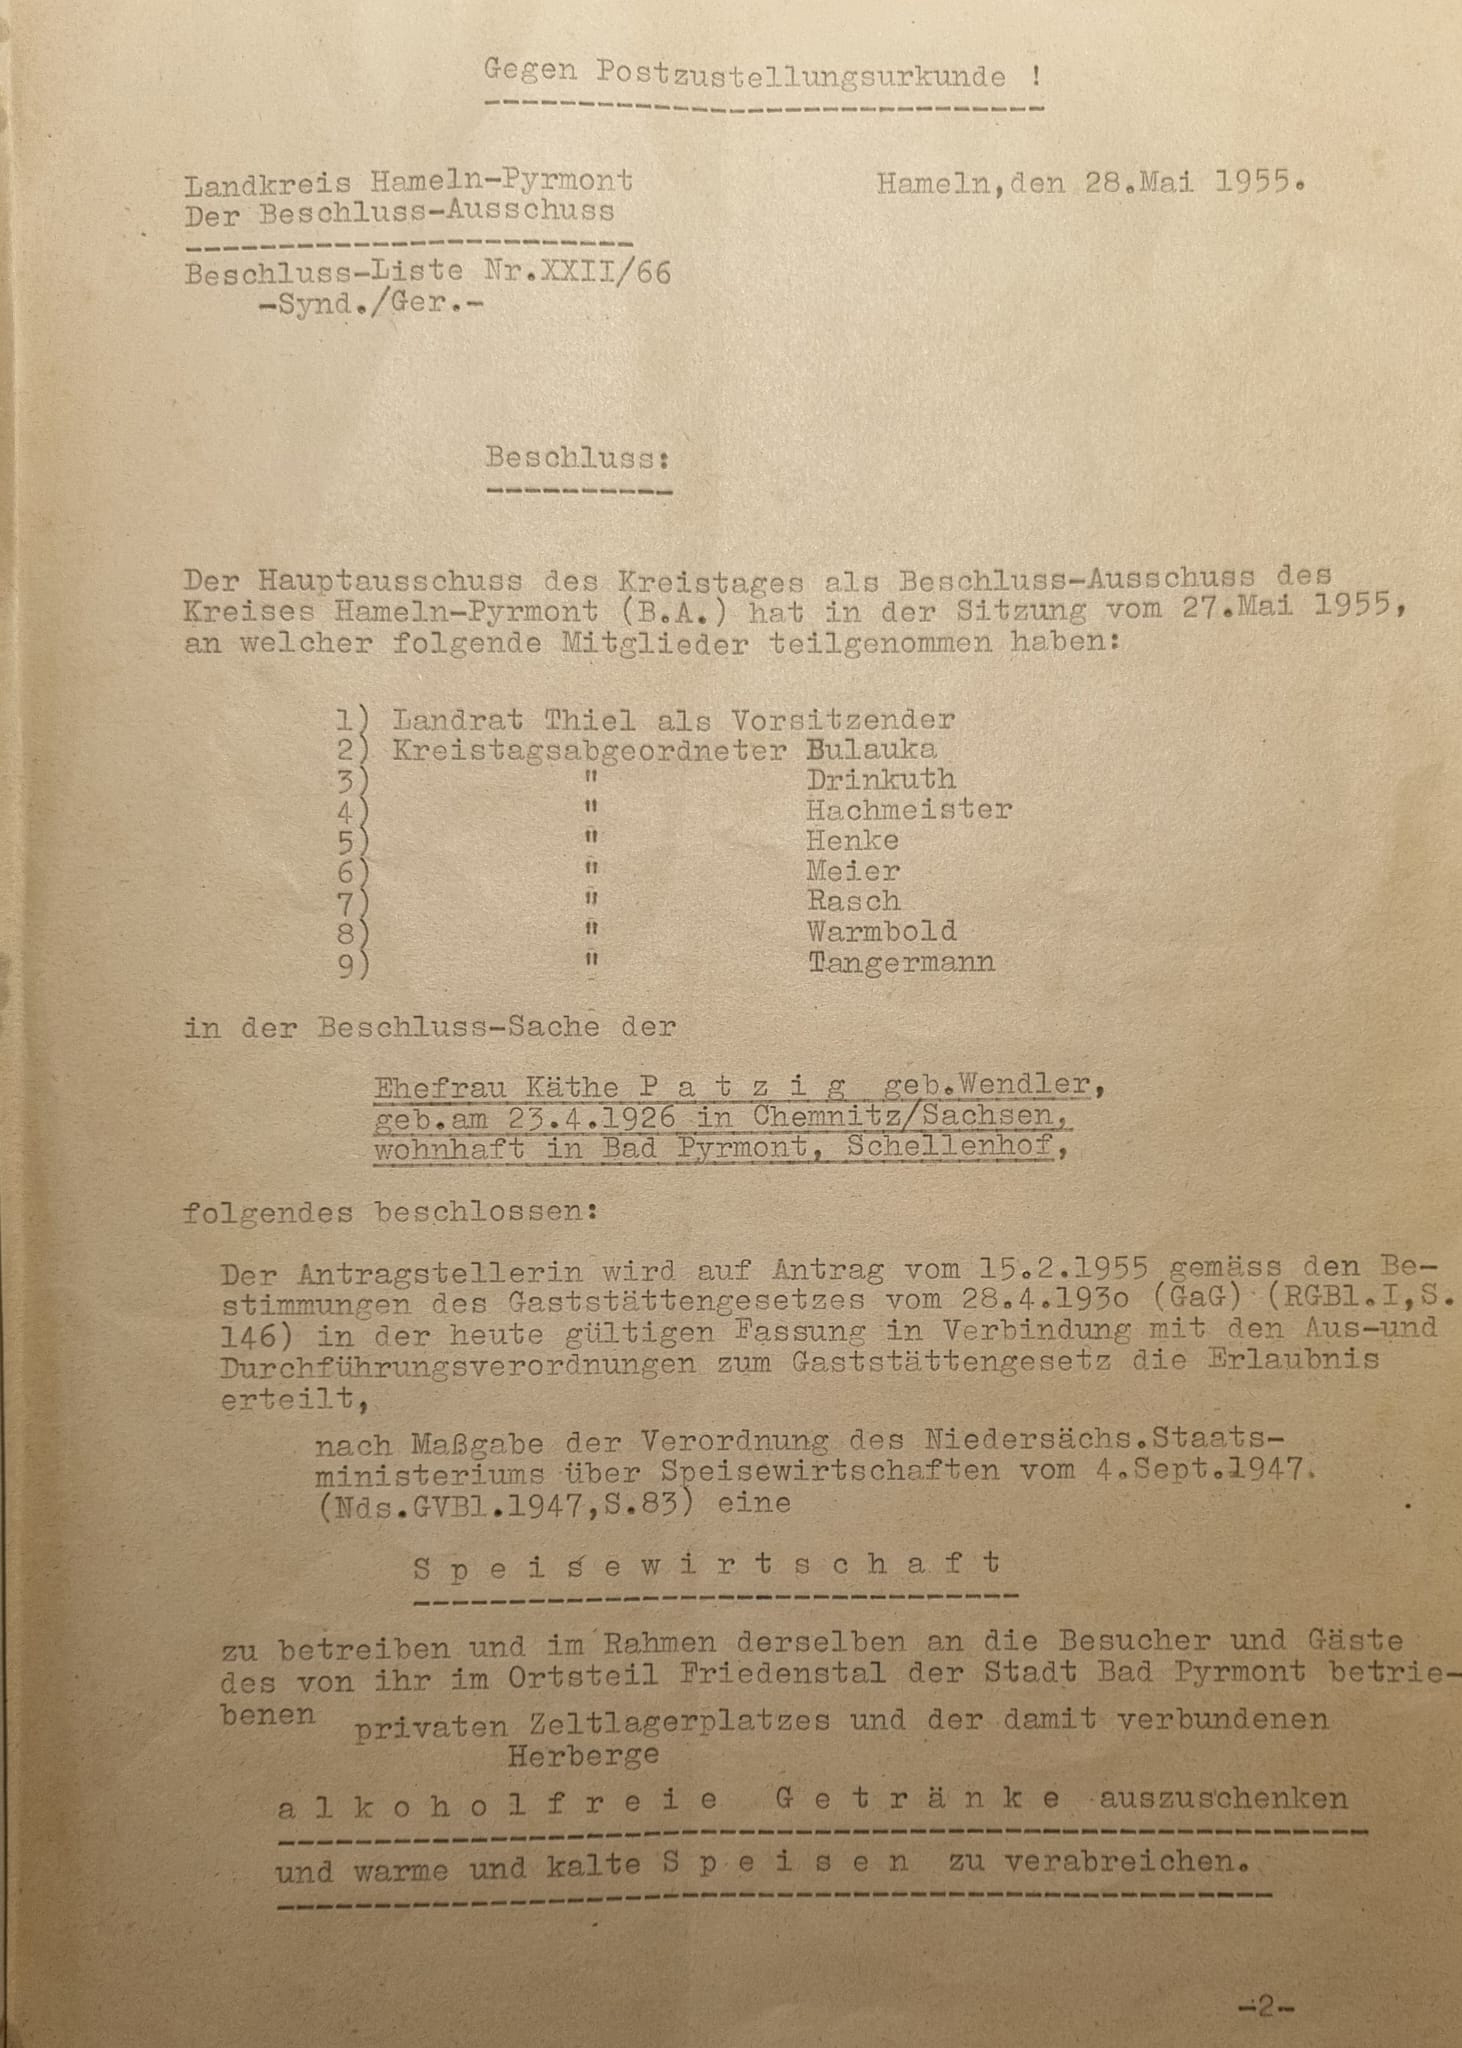 Gegen Postzustellungsurkunde !
Landkreis Hameln-Pyrmont Hameln,den 28.Mai 1955.
Der Beschluss-Ausschuss
Beschluss-Liste Nr.XXII/66
-Synd./Ger.-
Beschluss:
Der Hauptausschuss des Kreistages als Beschluss-Ausschuss des
Kreises Hameln-Pyrmont (B.A.) hat in der Sitzung vom 27.Mai 1955,
an welcher folgende Mitglieder teilgenommen haben:
1) Landrat Thiel als Vorsitzender
2) Kreistagsabgeordneter Bulauka
3) " Drinkuth
4) " Hachmeister
5) " Henke
6) " Meier
7) " Rasch
8) " Warmbold
9) " Tangermann
in der Beschluss-Sache der
Ehefrau Käthe P a t z i g geb.Wendler,
geb.am 23.4.1926 in Chemnitz/Sachsen,
wohnhaft in Bad Pyrmont, Schellenhof,
folgendes beschlossen:
Der Antragstellerin wird auf Antrag vom 15.2.1955 gemäss den Be-
stimmungen des Gaststättengesetzes vom 28.4.193o (GaG) (RGBl.I,S.
146) in der heute gültigen Fassung in Verbindung mit den Aus-und
Durchführungsverordnungen zum Gaststättengesetz die Erlaubnis
erteilt,
nach Maßgabe der Verordnung des Niedersächs.Staats-
ministeriums über Speisewirtschaften vom 4.Sept.1947.
(Nds.GVBl.1947,S.83) eine
S p e i s e w i r t s c h a f t
zu betreiben und im Rahmen derselben an die Besucher und Gäste
des von ihr im Ortsteil Friedenstal der Stadt Bad Pyrmont betrie-
benen privaten Zeltlagerplatzes und der damit verbundenen
Herberge
a l k o h o l f r e i e G e t r ä n k e auszuschenken
und warme und kalte S p e i s e n zu verabreichen.
-2-